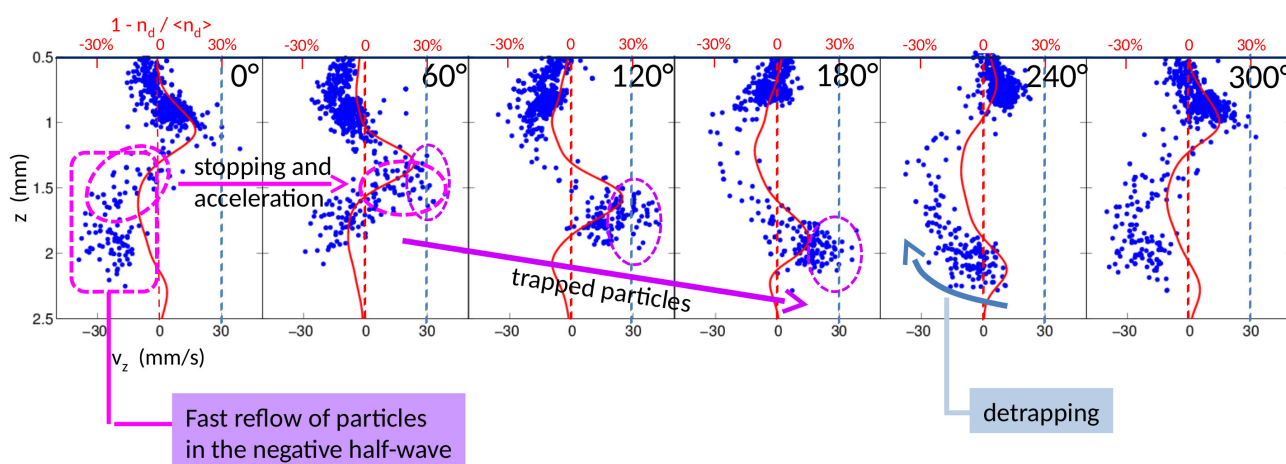 1 - n_d / <n_d>
-30% 0 30% -30% 0 30% -30% 0 30% -30% 0 30% -30% 0 30% -30% 0 30%
0.5
0° 60° 120° 180° 240° 300°
1
stopping and
acceleration
1.5
z (mm)
2
trapped particles
2.5
−30 0 30 −30 0 30 −30 0 30 −30 0 30 −30 0 30 −30 0 30
v_z (mm/s)
Fast reflow of particles
in the negative half-wave
detrapping